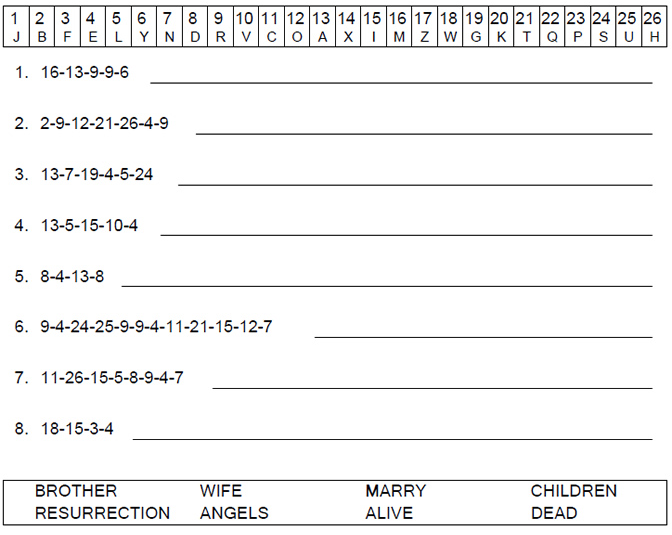 1 2 3 4 5 6 7 8 9 10 11 12 13 14 15 16 17 18 19 20 21 22 23 24 25 26
J B F E L Y N D R V C O A X I M Z W G K T Q P S U H
1. 16-13-9-9-6
2. 2-9-12-21-26-4-9
3. 13-7-19-4-5-24
4. 13-5-15-10-4
5. 8-4-13-8
6. 9-4-24-25-9-9-4-11-21-15-12-7
7. 11-26-15-5-8-9-4-7
8. 18-15-3-4
BROTHER WIFE MARRY CHILDREN
RESURRECTION ANGELS ALIVE DEAD